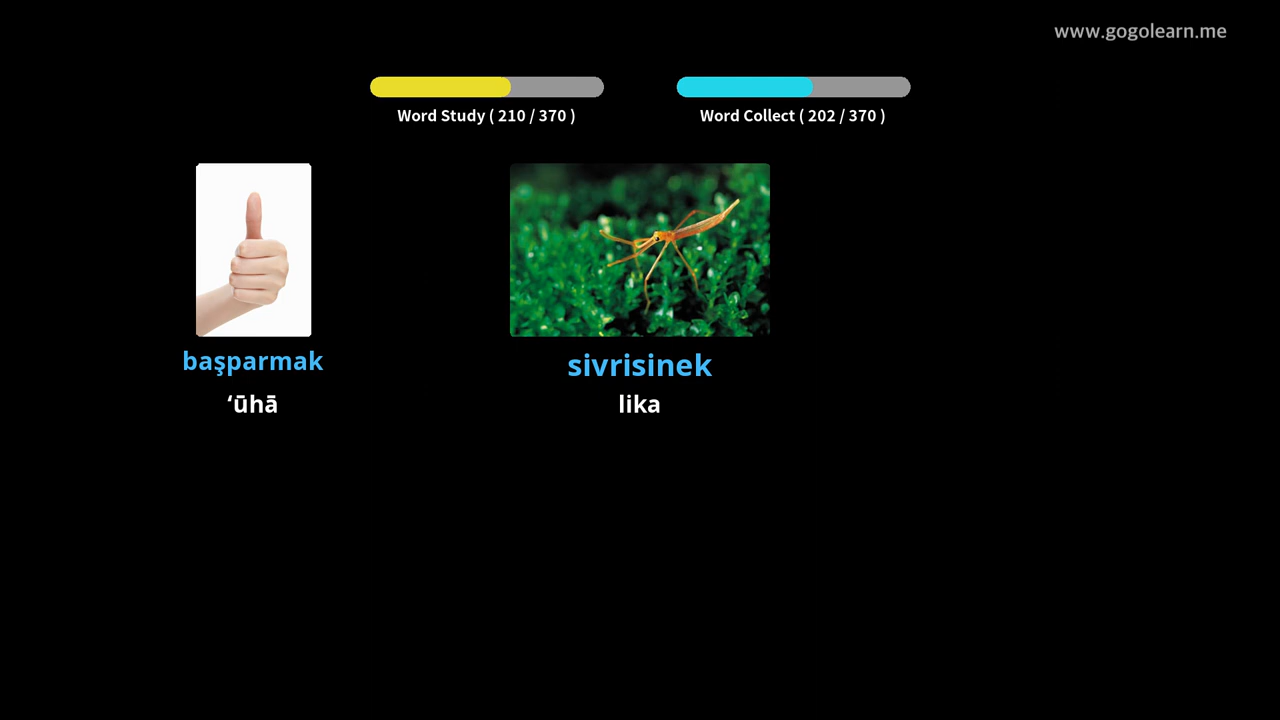 www.gogolearn.me
Word Study ( 210 / 370 )
Word Collect ( 202 / 370 )
başparmak
ʻūhā
sivrisinek
lika